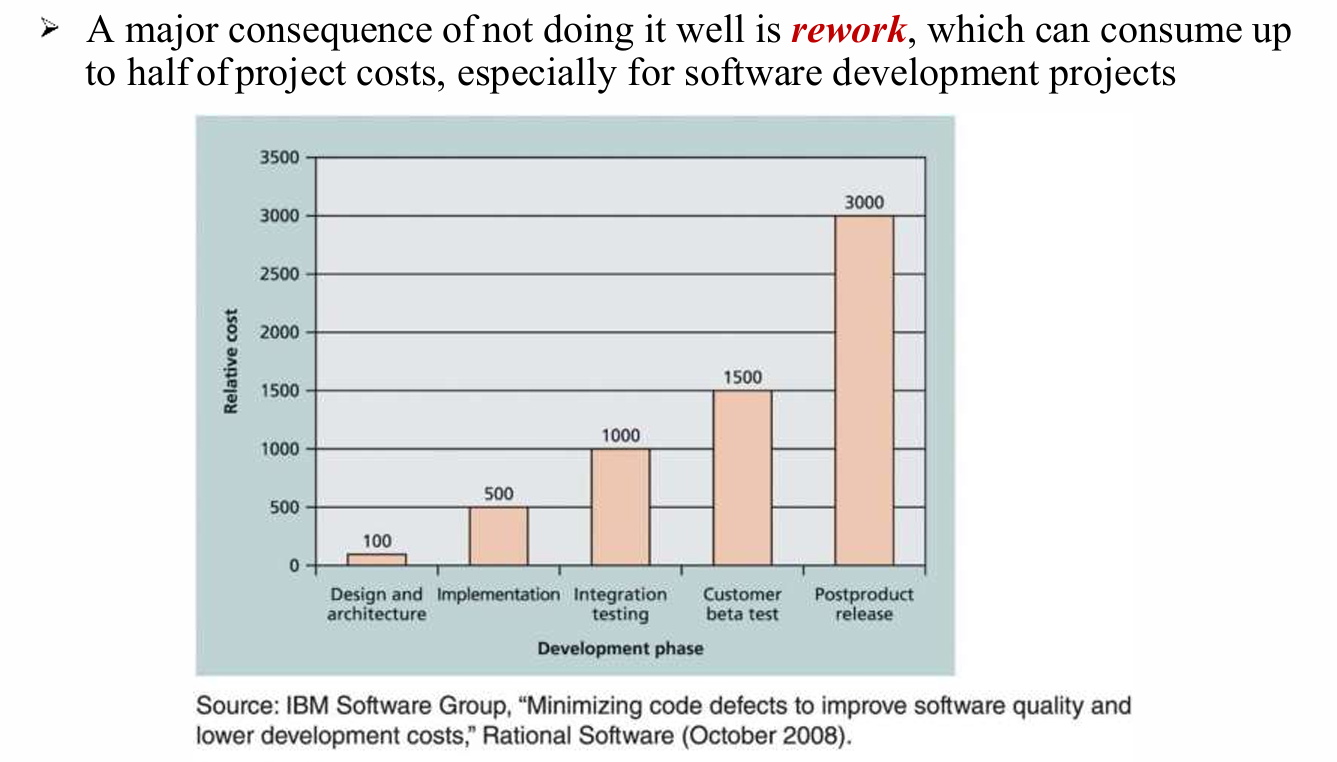 ➢ A major consequence of not doing it well is rework, which can consume up
to half of project costs, especially for software development projects
3500
3000
2500
2000
1500
1000
500
0
Relative cost
100
500
1000
1500
3000
Design and architecture
Implementation
Integration testing
Customer beta test
Postproduct release
Development phase
Source: IBM Software Group, “Minimizing code defects to improve software quality and
lower development costs,” Rational Software (October 2008).